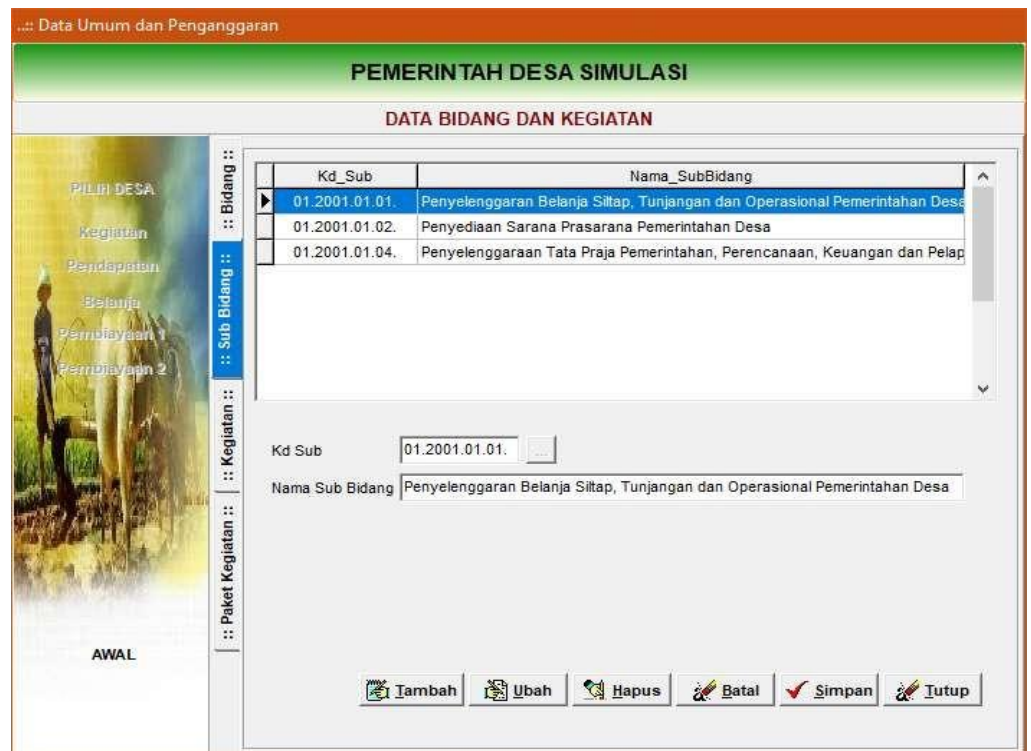 ..:: Data Umum dan Penganggaran
PEMERINTAH DESA SIMULASI
DATA BIDANG DAN KEGIATAN
PILIH DESA
Kegiatan
Pendapatan
Belanja
Pembiayaan 1
Pembiayaan 2
AWAL
:: Bidang ::
:: Sub Bidang ::
:: Kegiatan ::
:: Paket Kegiatan ::
Kd_Sub Nama_SubBidang
01.2001.01.01. Penyelenggaran Belanja Siltap, Tunjangan dan Operasional Pemerintahan Desa
01.2001.01.02. Penyediaan Sarana Prasarana Pemerintahan Desa
01.2001.01.04. Penyelenggaraan Tata Praja Pemerintahan, Perencanaan, Keuangan dan Pelap
Kd Sub 01.2001.01.01. ...
Nama Sub Bidang Penyelenggaran Belanja Siltap, Tunjangan dan Operasional Pemerintahan Desa
Tambah Ubah Hapus Batal Simpan Tutup